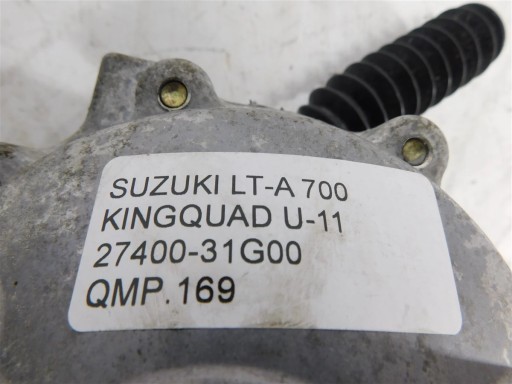 SUZUKI LT-A 700
KINGQUAD U-11
27400-31G00
QMP.169